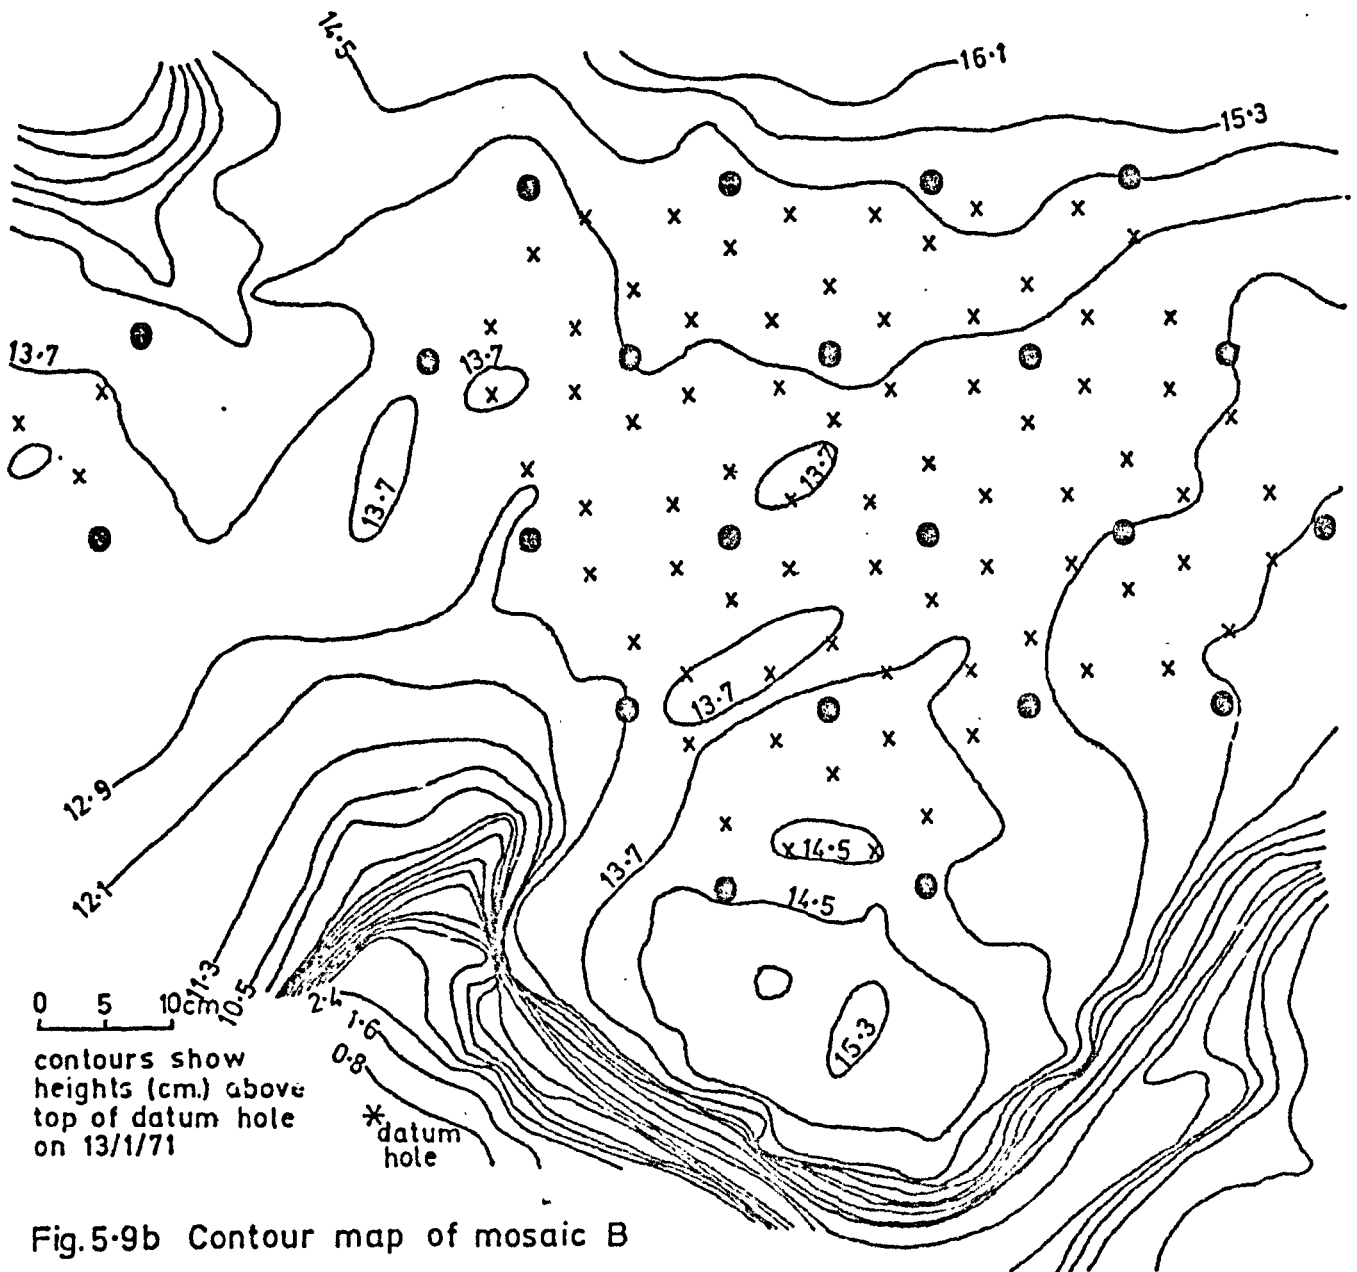 14.5
16.1
15.3
13.7
13.7
13.7
13.7
13.7
12.9
12.1
13.7
14.5
14.5
11.3
10.5
15.3
2.4
1.6
0.8
0 5 10cm
contours show
heights (cm.) above
top of datum hole
on 13/1/71
*datum
hole
Fig. 5.9b Contour map of mosaic B